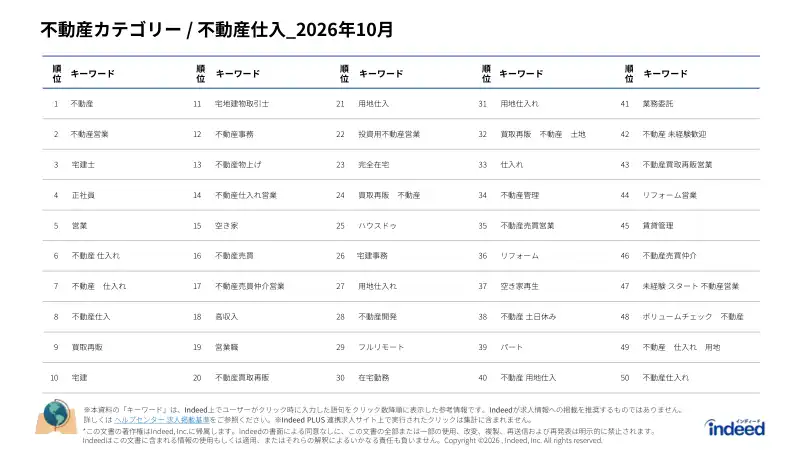 不動産カテゴリー / 不動産仕入_2026年10月
順位 キーワード 順位 キーワード 順位 キーワード 順位 キーワード 順位 キーワード
1 不動産 11 宅地建物取引士 21 用地仕入 31 用地仕入れ 41 業務委託
2 不動産営業 12 不動産事務 22 投資用不動産営業 32 買取再販　不動産　土地 42 不動産 未経験歓迎
3 宅建士 13 不動産物上げ 23 完全在宅 33 仕入れ 43 不動産買取再販営業
4 正社員 14 不動産仕入れ営業 24 買取再販　不動産 34 不動産管理 44 リフォーム営業
5 営業 15 空き家 25 ハウスドゥ 35 不動産売買営業 45 賃貸管理
6 不動産 仕入れ 16 不動産売買 26 宅建事務 36 リフォーム 46 不動産売買仲介
7 不動産　仕入れ 17 不動産売買仲介営業 27 用地仕入れ 37 空き家再生 47 未経験 スタート 不動産営業
8 不動産仕入 18 高収入 28 不動産開発 38 不動産 土日休み 48 ボリュームチェック　不動産
9 買取再販 19 営業職 29 フルリモート 39 パート 49 不動産　仕入れ　用地
10 宅建 20 不動産買取再販 30 在宅勤務 40 不動産 用地仕入 50 不動産仕入れ
※本資料の「キーワード」は、Indeed上でユーザーがクリック時に入力した語句をクリック数降順に表示した参考情報です。Indeedが求人情報への掲載を推奨するものではありません。
詳しくは ヘルプセンター 求人掲載基準をご参照ください。※Indeed PLUS 連携求人サイト上で実行されたクリックは集計に含まれません。
*この文書の著作権はIndeed, Inc.に帰属します。Indeedの書面による同意なしに、この文書の全部または一部の使用、改変、複製、再送信および再発表は明示的に禁止されます。
Indeedはこの文書に含まれる情報の使用もしくは適用、またはそれらの解釈によるいかなる責任も負いません。Copyright ©2026 , Indeed, Inc. All rights reserved.
インディード
indeed